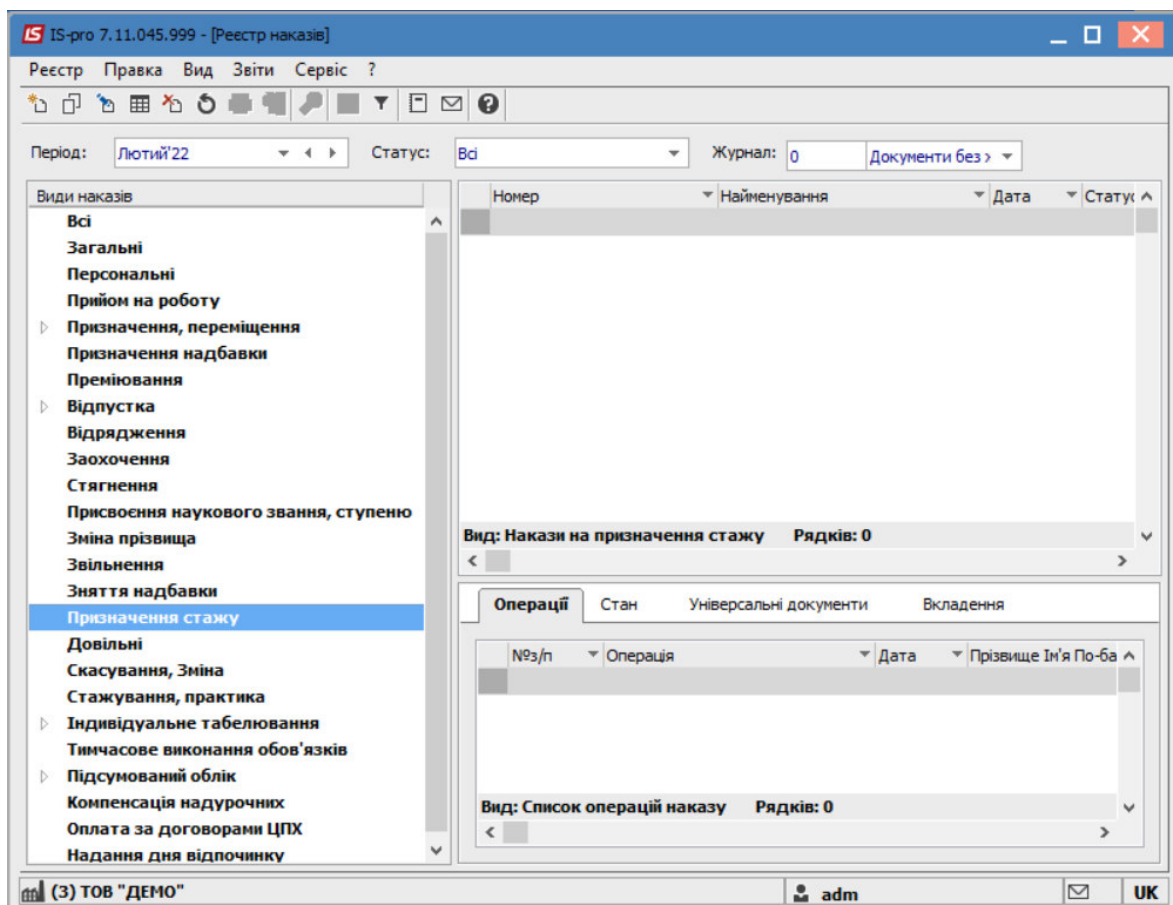 IS-pro 7.11.045.999 - [Реєстр наказів]
Реєстр Правка Вид Звіти Сервіс ?
Період: Лютий'22 Статус: Всі Журнал: 0 Документи без
Види наказів
Всі
Загальні
Персональні
Прийом на роботу
Призначення, переміщення
Призначення надбавки
Преміювання
Відпустка
Відрядження
Заохочення
Стягнення
Присвоєння наукового звання, ступеню
Зміна прізвища
Звільнення
Зняття надбавки
Призначення стажу
Довільні
Скасування, Зміна
Стажування, практика
Індивідуальне табелювання
Тимчасове виконання обов'язків
Підсумований облік
Компенсація надурочних
Оплата за договорами ЦПХ
Надання дня відпочинку
Номер Найменування Дата Статус
Вид: Накази на призначення стажу Рядків: 0
Операції Стан Універсальні документи Вкладення
№з/п Операція Дата Прізвище Ім'я По-ба
Вид: Список операцій наказу Рядків: 0
(3) ТОВ "ДЕМО" adm UK